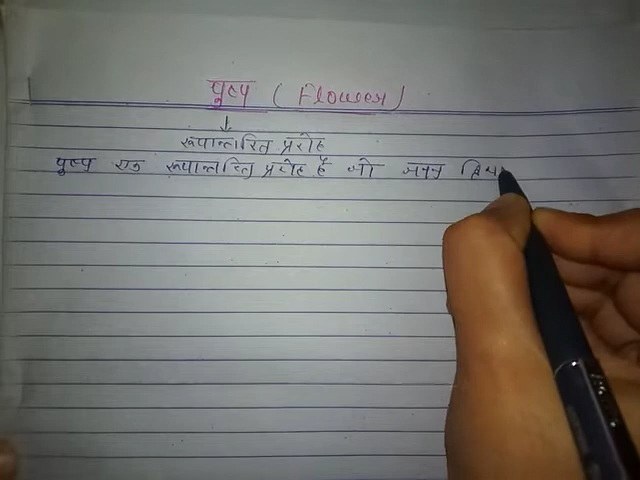 पुष्प (Flower)
↓
रूपान्तरित प्ररोह
पुष्प एक रूपान्तरित प्ररोह है जो जनन